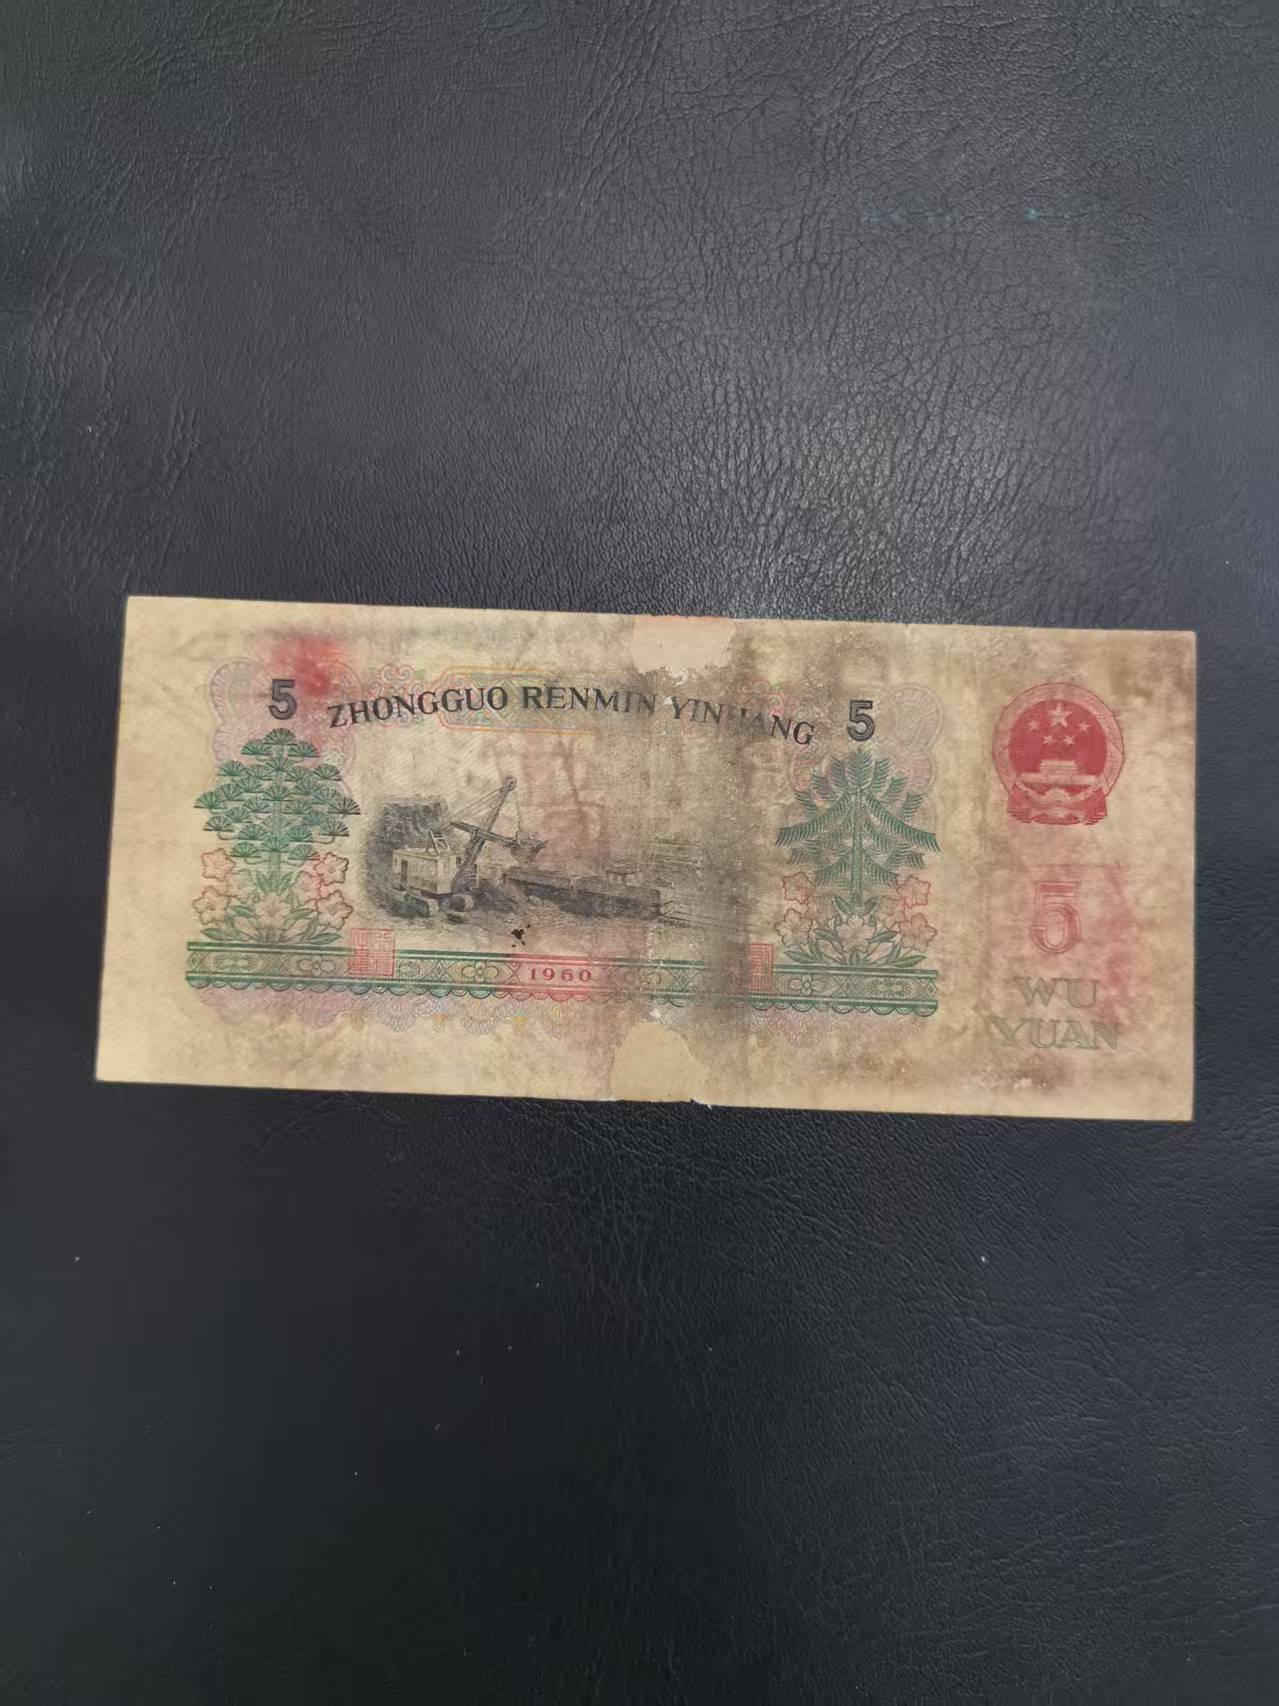 5 ZHONGGUO RENMIN YINHANG 5
5
1960
WU
YUAN